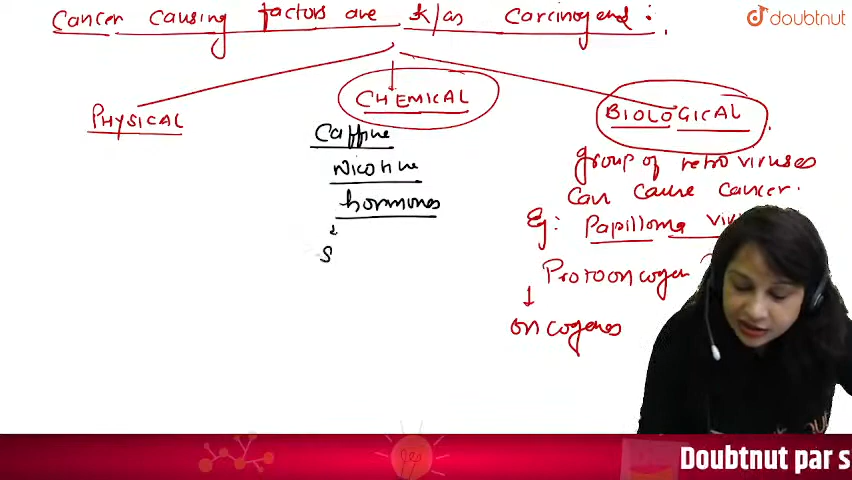 Cancer causing factors are k/as Carcinogens :.
doubtnut
PHYSICAL
CHEMICAL
Caffine
Nicotine
hormones
S
BIOLOGICAL
group of retroviruses
can cause cancer.
Eg: Papilloma
Protooncogen
oncogenes
Doubtnut par s